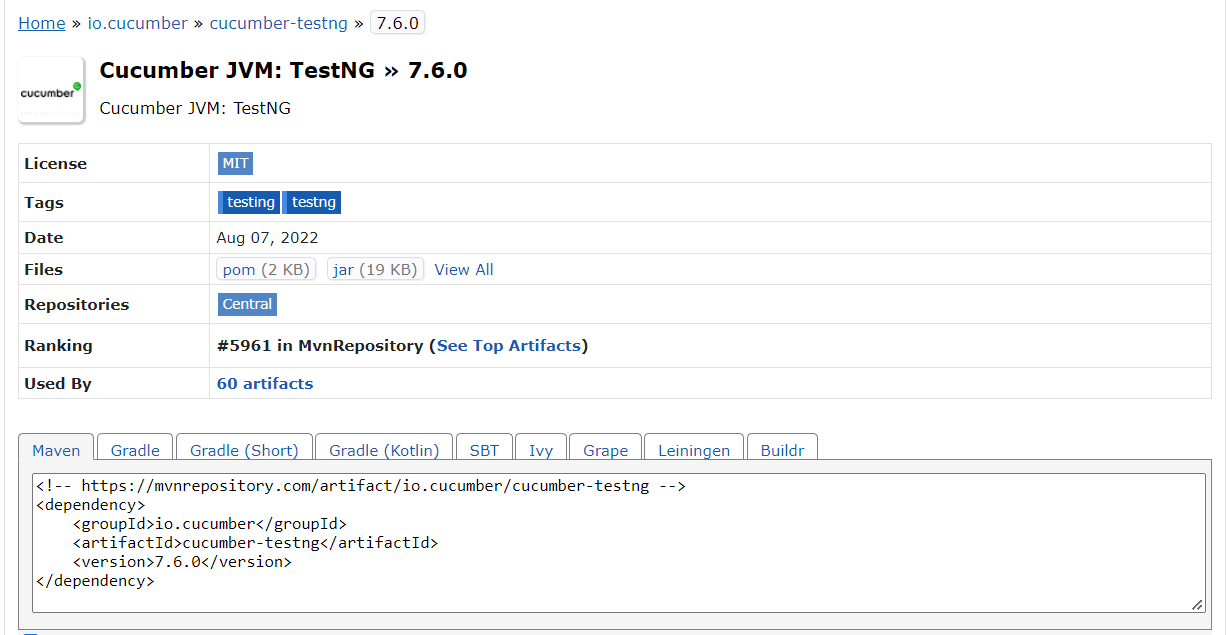 Home » io.cucumber » cucumber-testng » 7.6.0
cucumber
Cucumber JVM: TestNG » 7.6.0
Cucumber JVM: TestNG
License MIT
Tags testing testng
Date Aug 07, 2022
Files pom (2 KB) jar (19 KB) View All
Repositories Central
Ranking #5961 in MvnRepository (See Top Artifacts)
Used By 60 artifacts
Maven Gradle Gradle (Short) Gradle (Kotlin) SBT Ivy Grape Leiningen Buildr
<!-- https://mvnrepository.com/artifact/io.cucumber/cucumber-testng -->
<dependency>
    <groupId>io.cucumber</groupId>
    <artifactId>cucumber-testng</artifactId>
    <version>7.6.0</version>
</dependency>